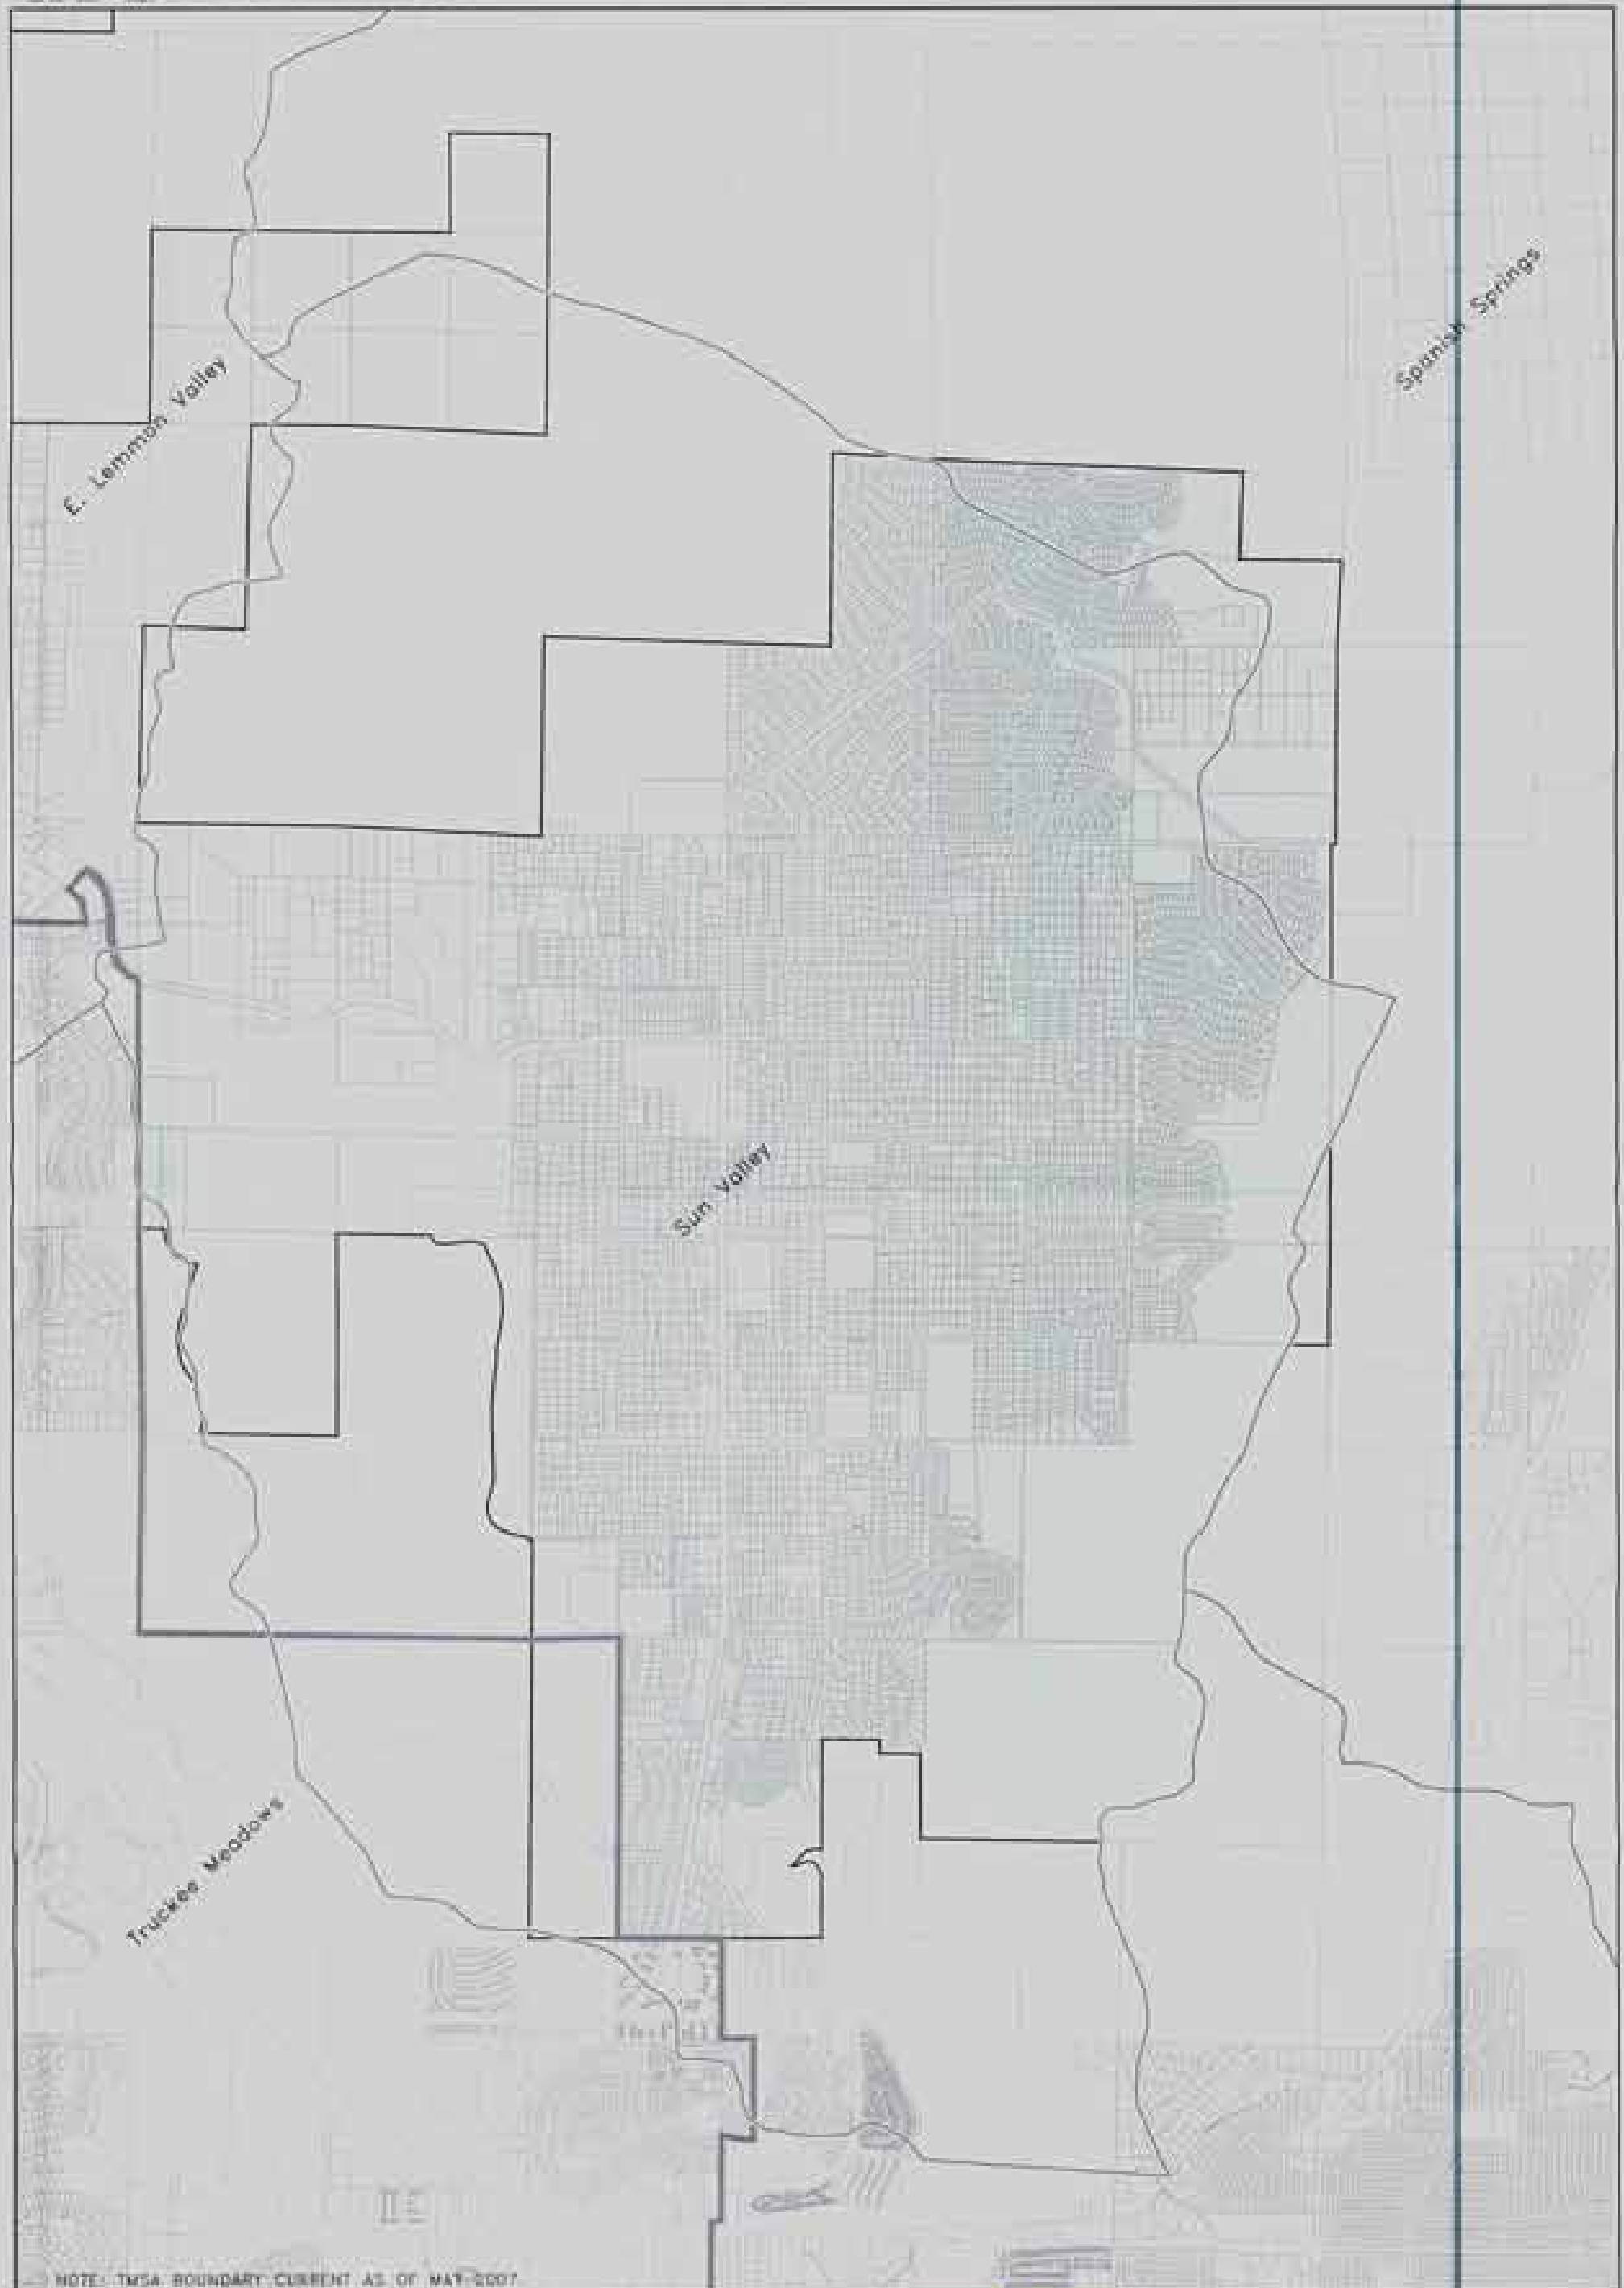 Spanish Springs
E. Lemmon Valley
Sun Valley
Truckee Meadows
NOTE: TMSA BOUNDARY CURRENT AS OF MAY-2007